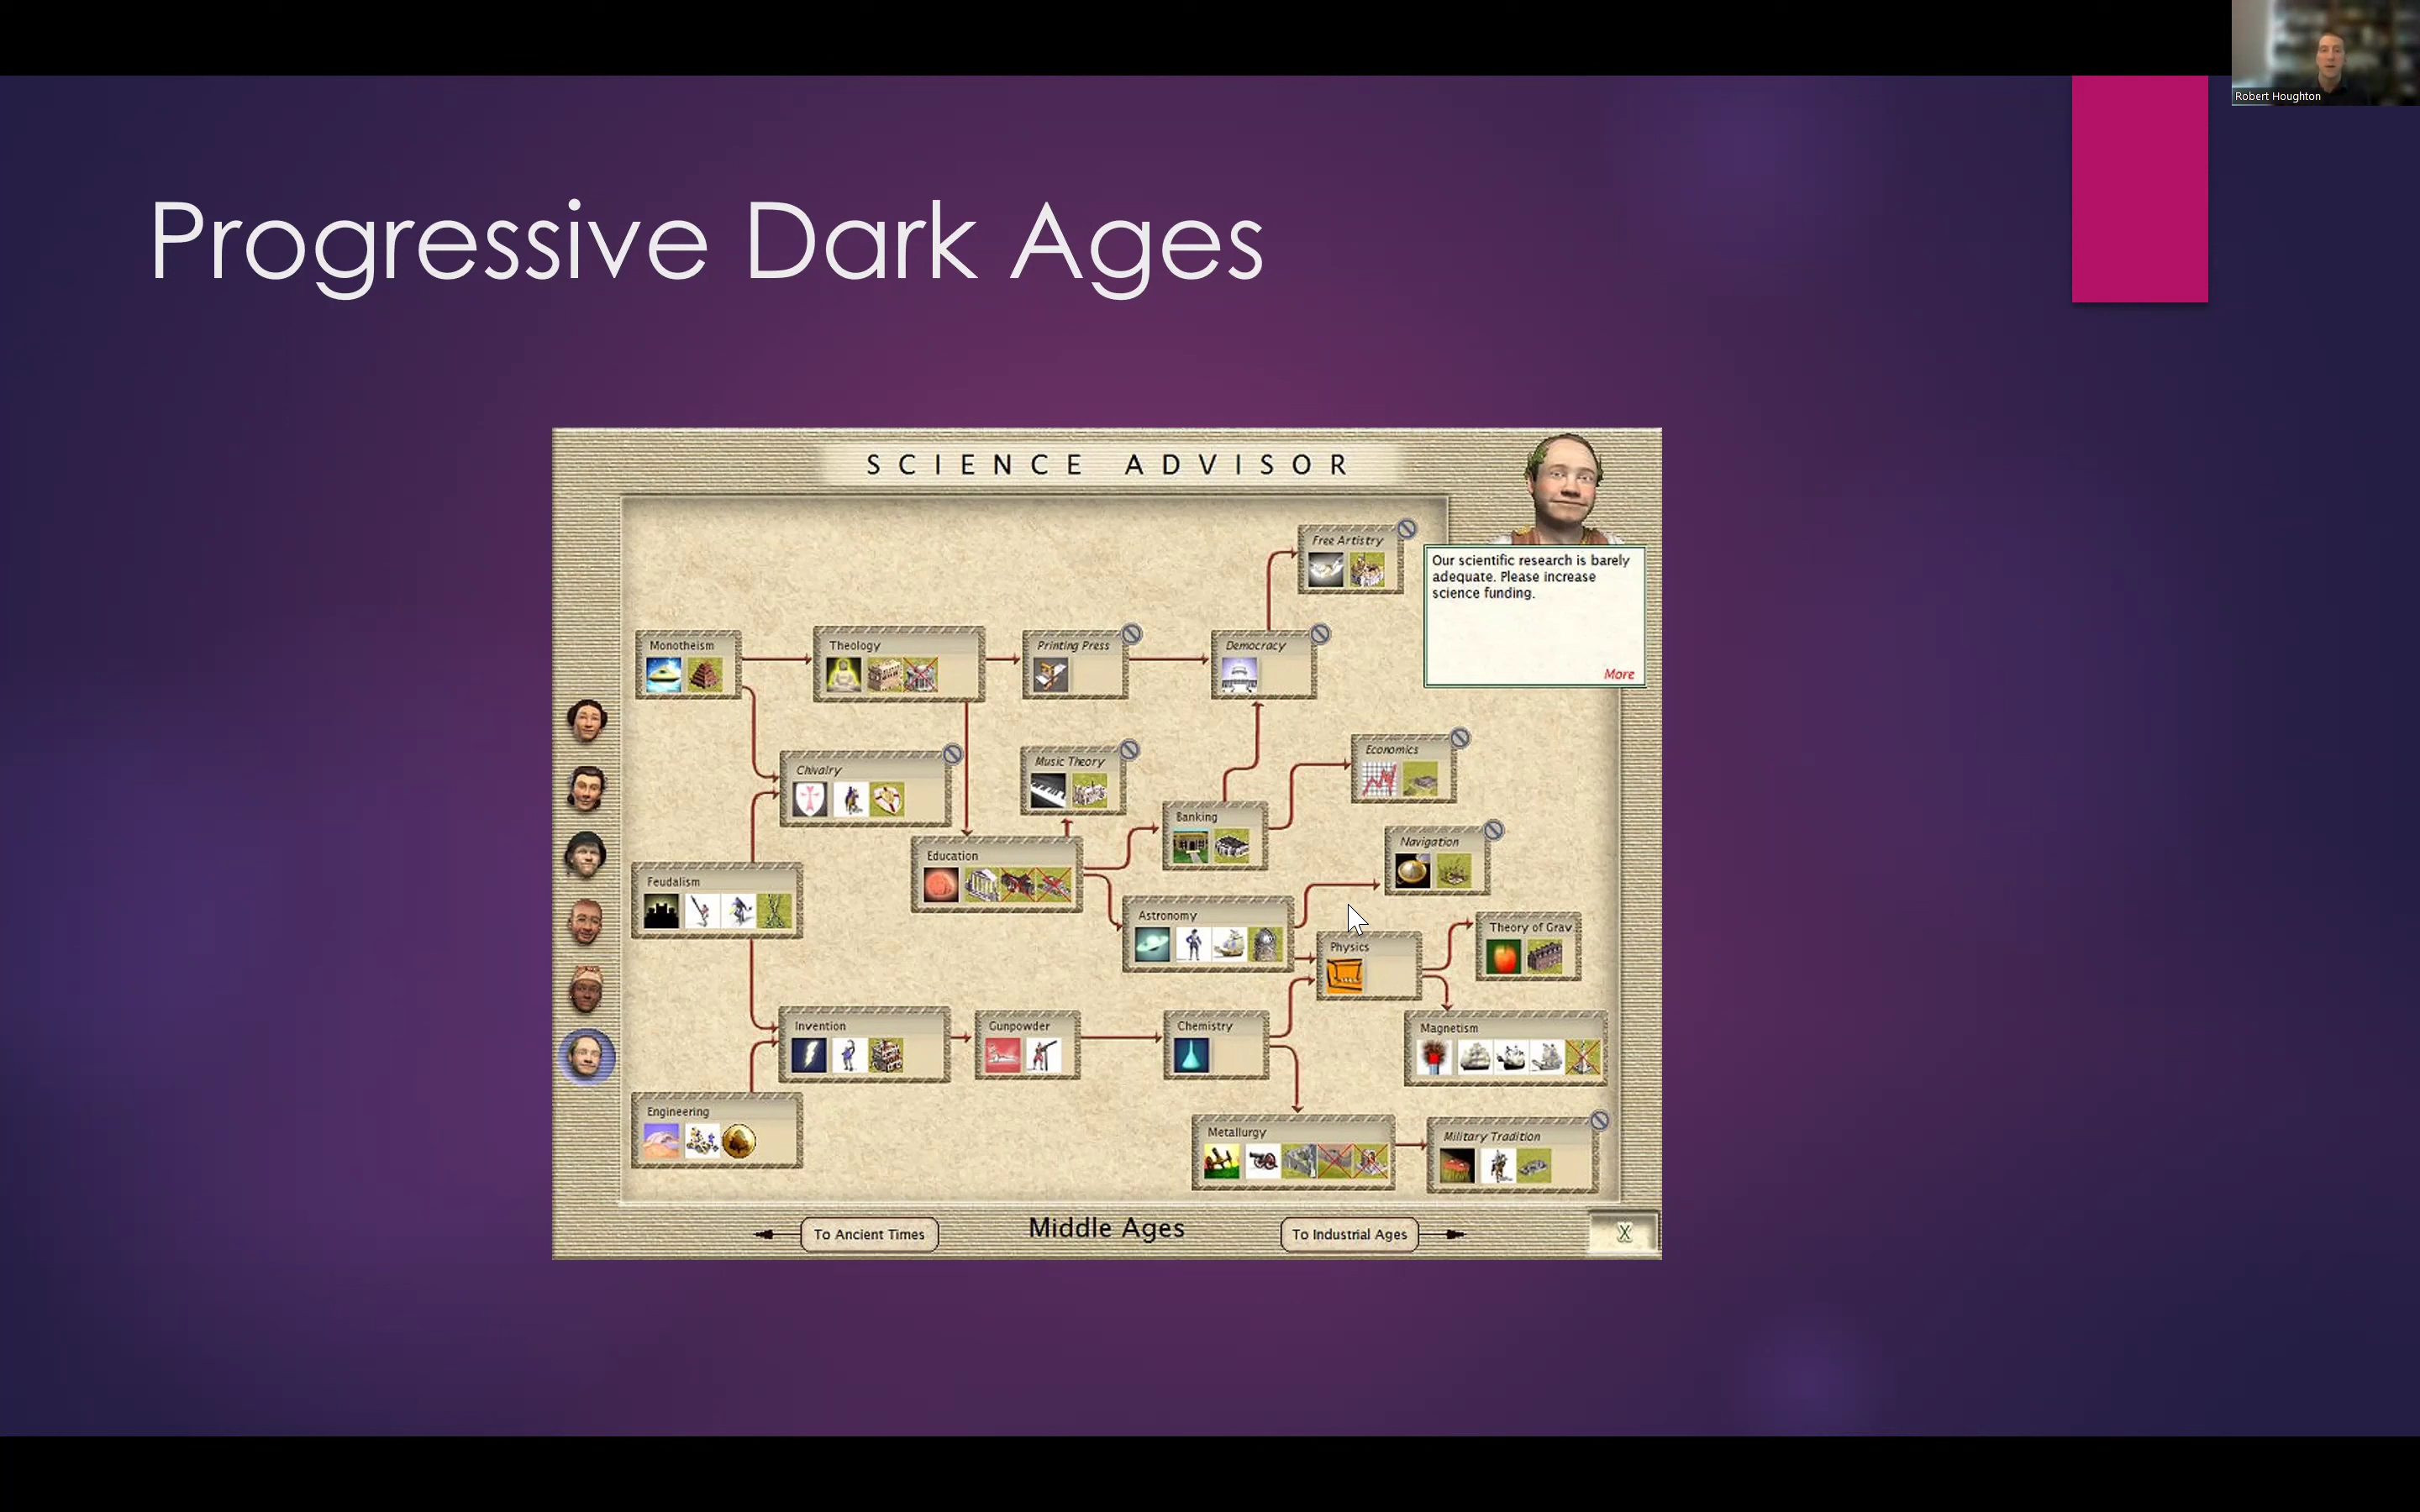 Robert Houghton
Progressive Dark Ages
SCIENCE ADVISOR
Our scientific research is barely
adequate. Please increase
science funding.
More
Free Artistry
Monotheism
Theology
Printing Press
Democracy
Chivalry
Music Theory
Economics
Banking
Navigation
Education
Feudalism
Astronomy
Physics
Theory of Grav
Invention
Gunpowder
Chemistry
Magnetism
Engineering
Metallurgy
Military Tradition
To Ancient Times
Middle Ages
To Industrial Ages
X